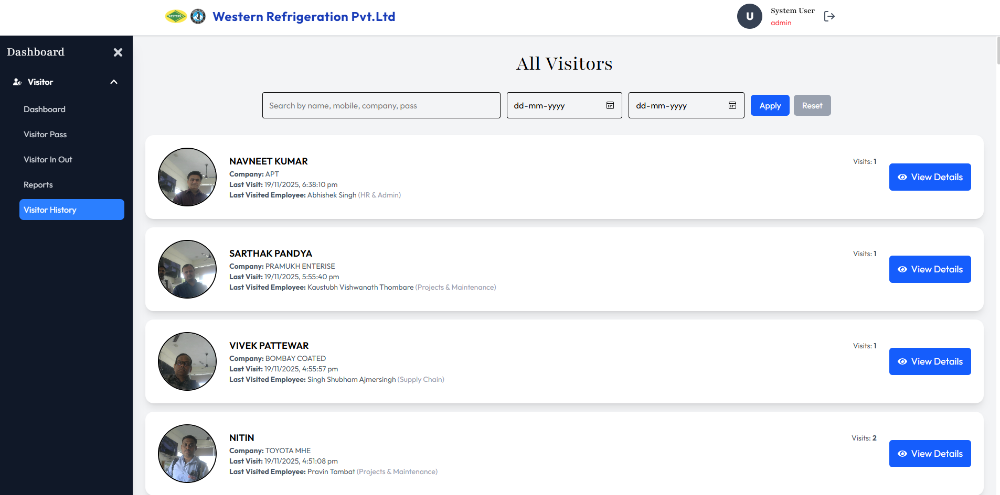 WESTERN
Western Refrigeration Pvt.Ltd
U
System User
admin
Dashboard
Visitor
Dashboard
Visitor Pass
Visitor In Out
Reports
Visitor History
All Visitors
Search by name, mobile, company, pass
dd-mm-yyyy
dd-mm-yyyy
Apply
Reset
NAVNEET KUMAR
Company: APT
Last Visit: 19/11/2025, 6:38:10 pm
Last Visited Employee: Abhishek Singh (HR & Admin)
Visits: 1
View Details
SARTHAK PANDYA
Company: PRAMUKH ENTERISE
Last Visit: 19/11/2025, 5:55:40 pm
Last Visited Employee: Kaustubh Vishwanath Thombare (Projects & Maintenance)
Visits: 1
View Details
VIVEK PATTEWAR
Company: BOMBAY COATED
Last Visit: 19/11/2025, 4:55:57 pm
Last Visited Employee: Singh Shubham Ajmersingh (Supply Chain)
Visits: 1
View Details
NITIN
Company: TOYOTA MHE
Last Visit: 19/11/2025, 4:51:08 pm
Last Visited Employee: Pravin Tambat (Projects & Maintenance)
Visits: 2
View Details